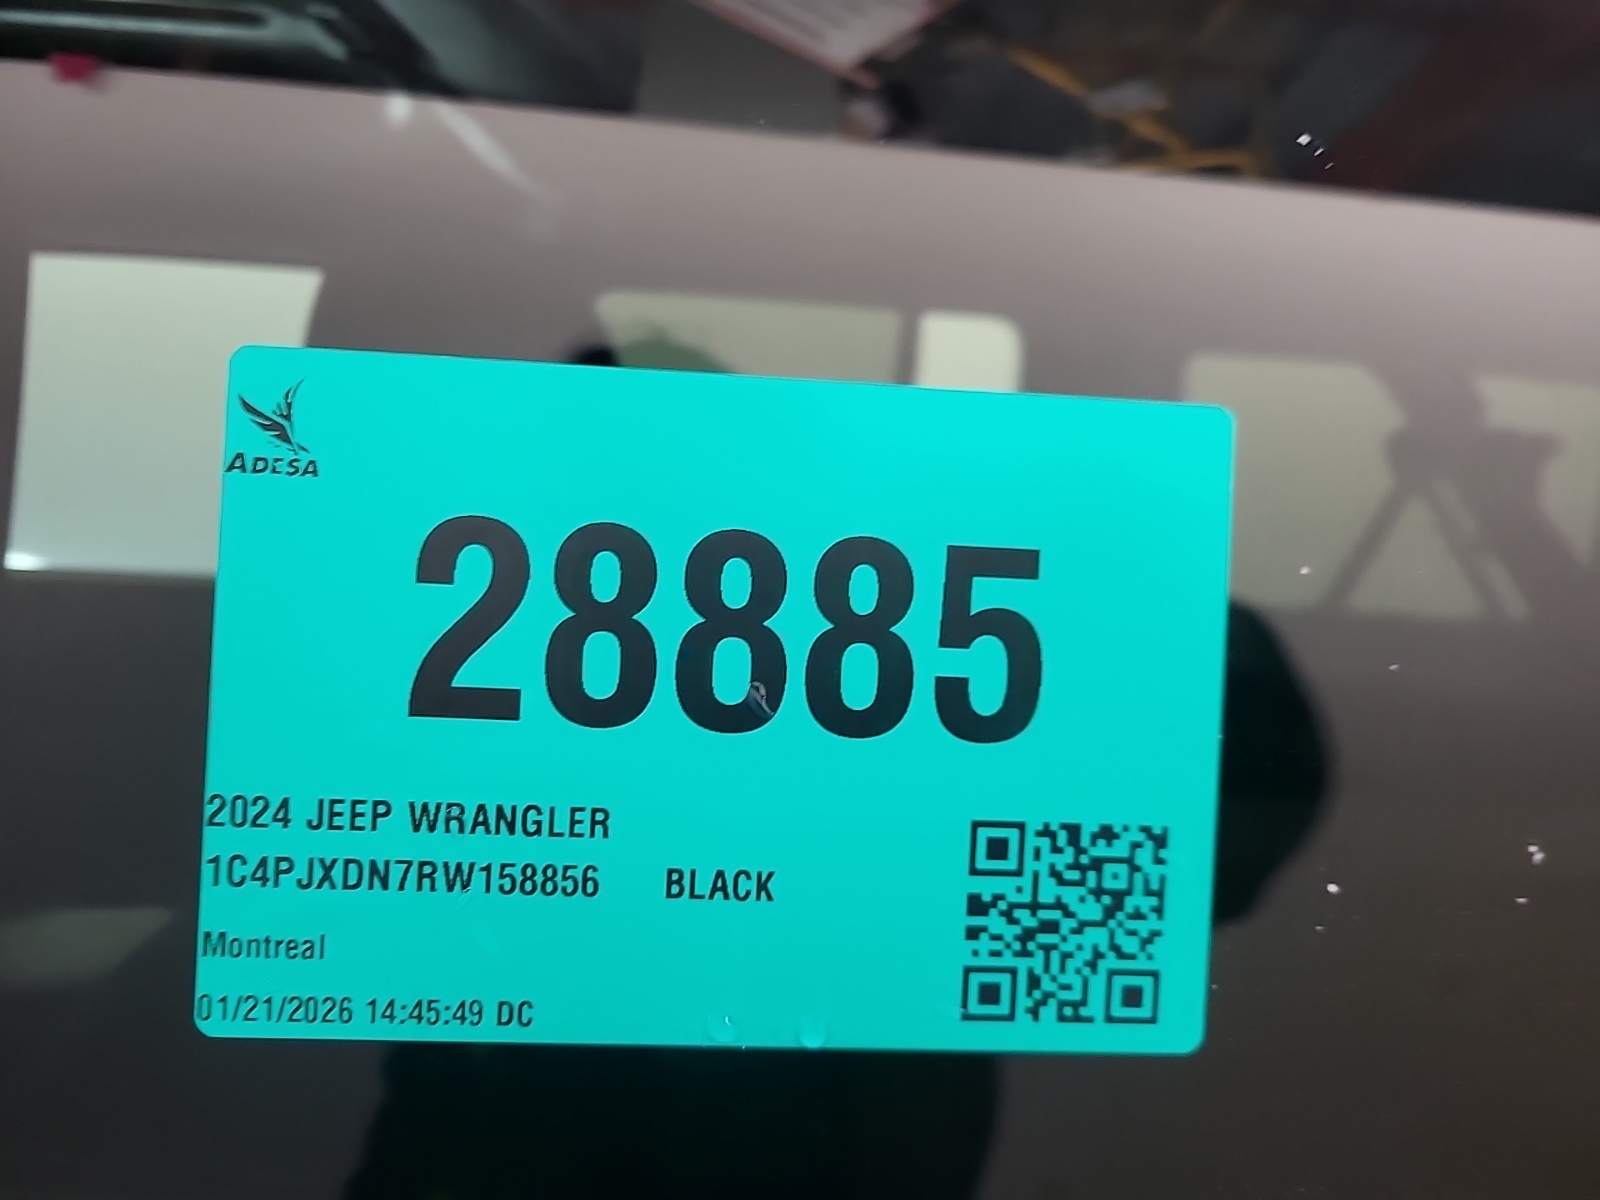 ADESA
28885
2024 JEEP WRANGLER
1C4PJXDN7RW158856 BLACK
Montreal
01/21/2026 14:45:49 DC